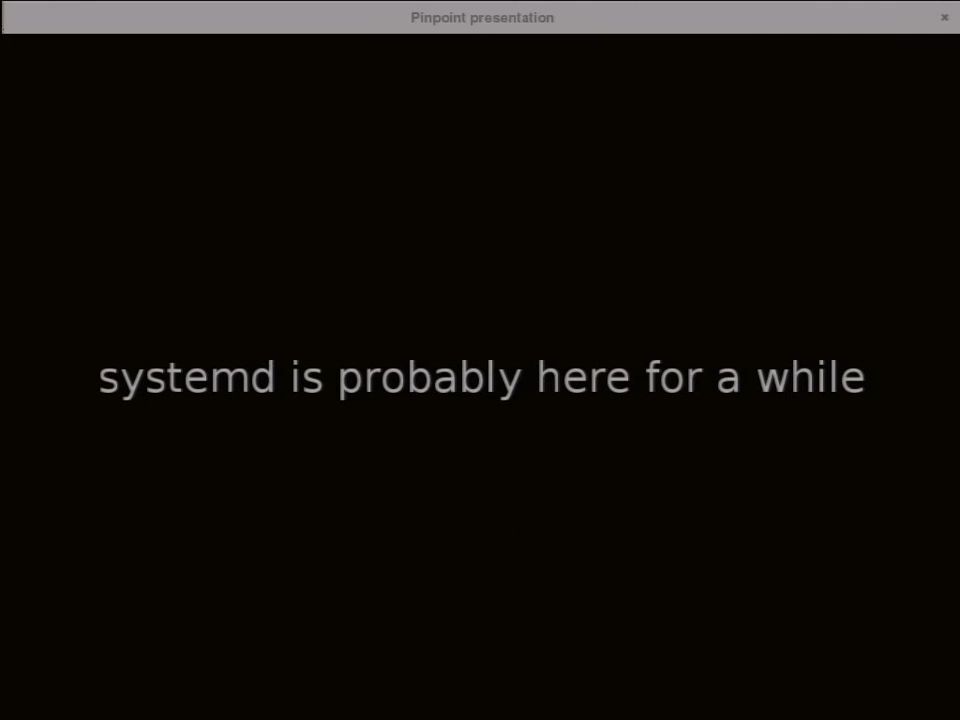 Pinpoint presentation
systemd is probably here for a while